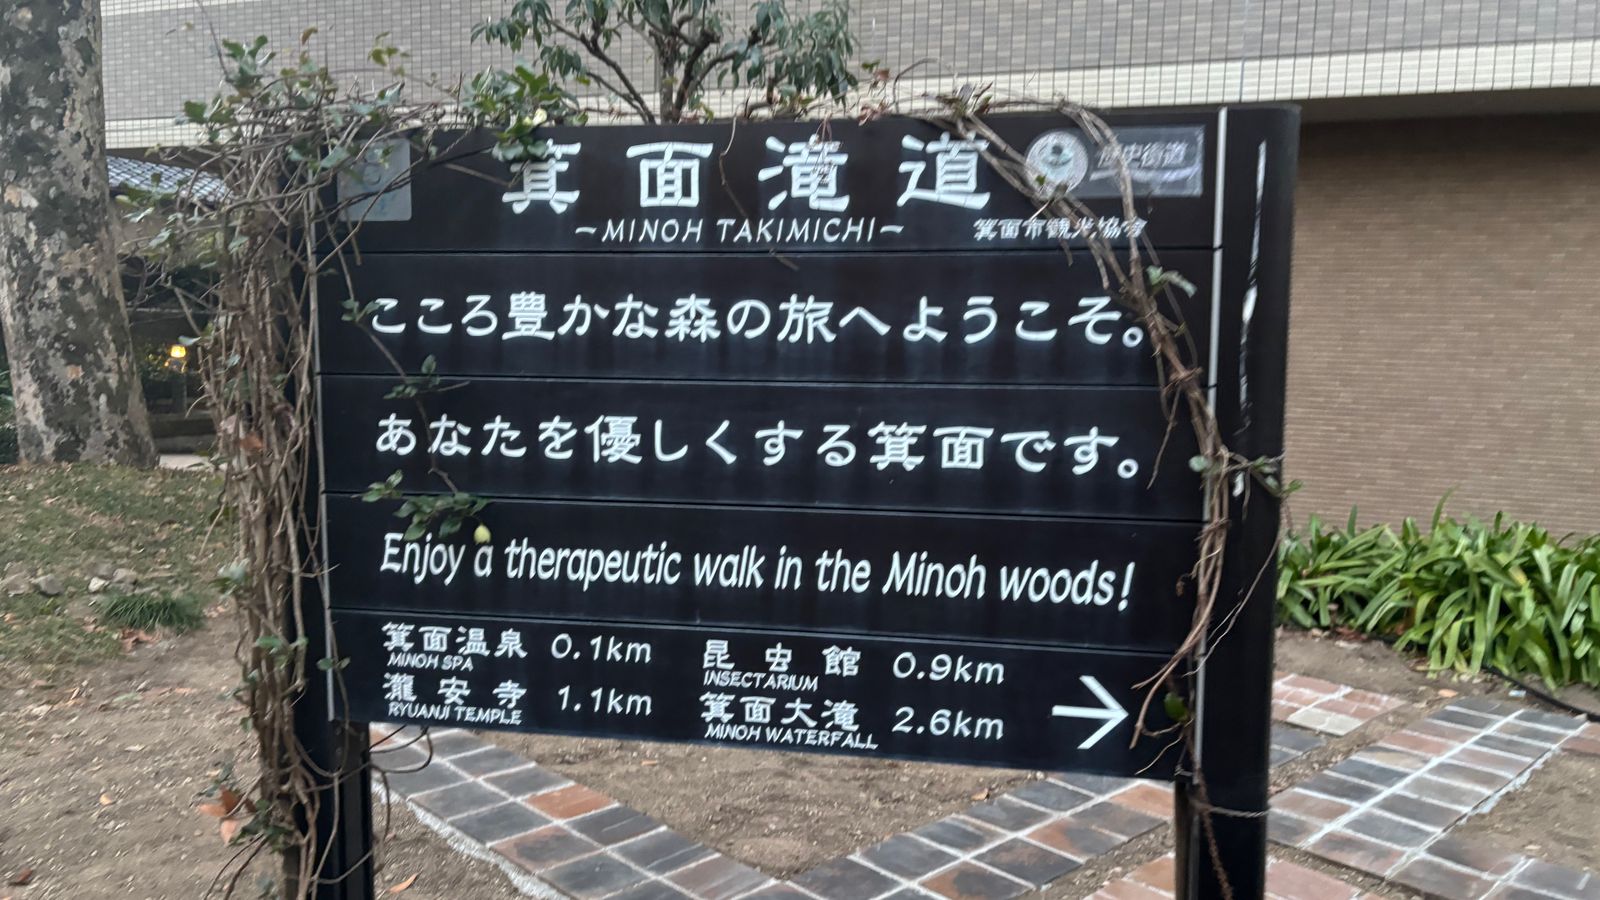 箕面滝道
歴史街道
~MINOH TAKIMICHI~
箕面市観光協会
こころ豊かな森の旅へようこそ。
あなたを優しくする箕面です。
Enjoy a therapeutic walk in the Minoh woods!
箕面温泉 0.1km
MINOH SPA
昆虫館 0.9km
INSECTARIUM
瀧安寺 1.1km
RYUANJI TEMPLE
箕面大滝 2.6km
MINOH WATERFALL